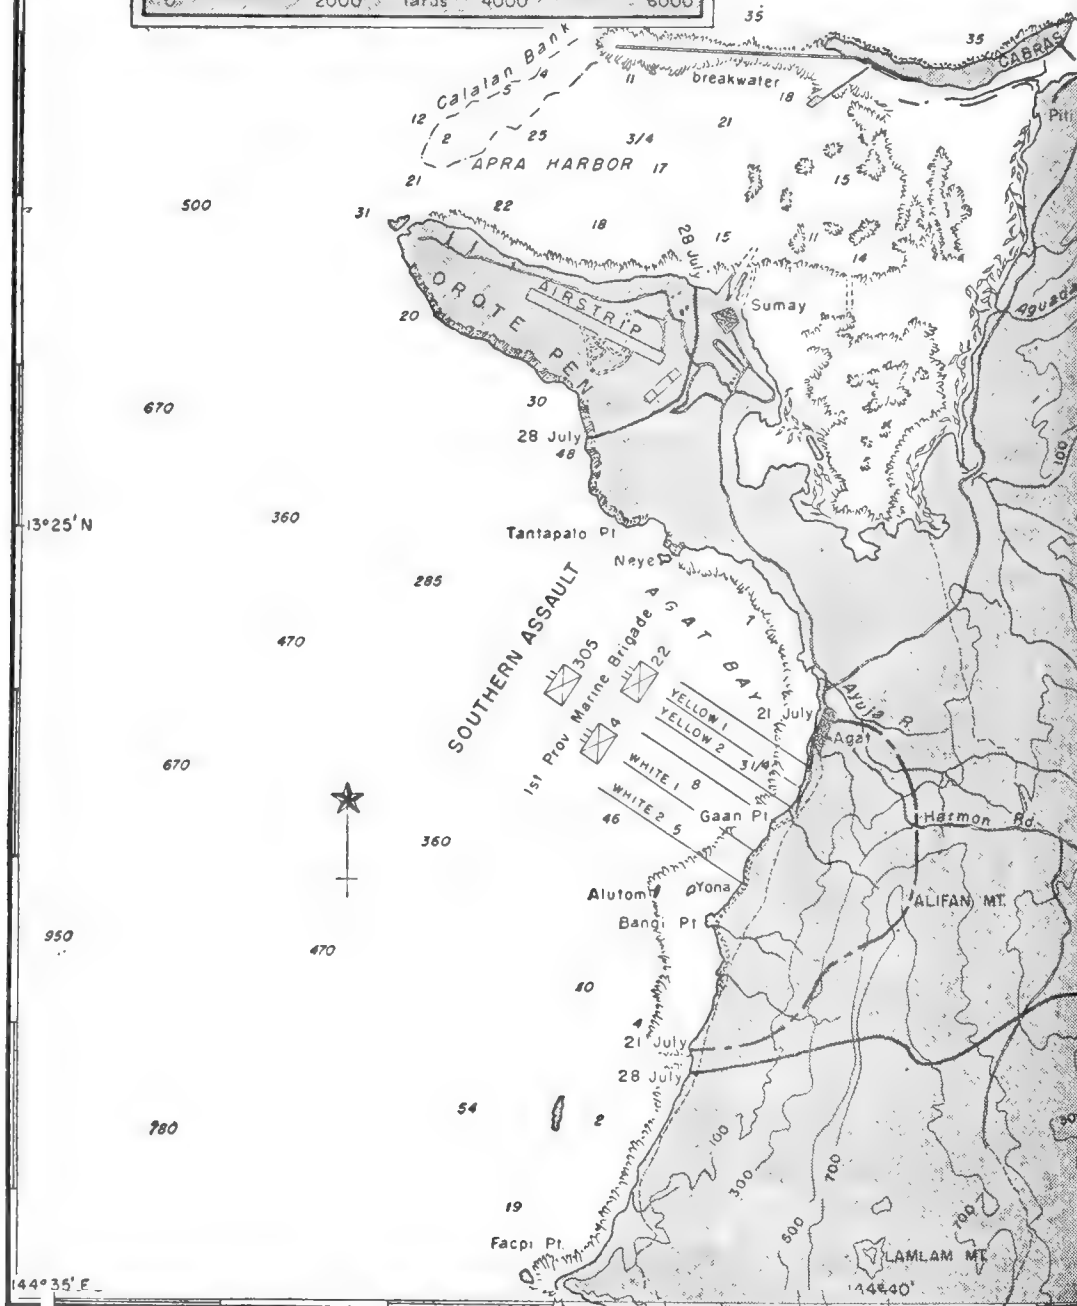 0 2000 Yards 4000 6000
35
35
CABRAS
Calalan Bank
4
5
11
breakwater
18
12
2
25
3/4
21
Piti
APRA HARBOR
17
21
15
500
31
22
18
28 July
15
11
14
OROTE PEN
AIRSTRIP
Sumay
Aguada
20
670
30
28 July
48
100
13°25' N
360
Tantapalo Pt
Neye
285
AGAT BAY
1
470
SOUTHERN ASSAULT
305
1st Prov Marine Brigade
22
4
YELLOW 1
YELLOW 2
21 July
Ayuja R.
Agat
3 1/4
670
WHITE 1
8
WHITE 2
5
46
Gaan Pt
Harmon Rd
360
Alutom
Yona
Bangi Pt
ALIFAN MT.
950
470
40
4
21 July
28 July
54
2
780
100
300
700
500
700
19
Facpi Pt.
LAMLAM MT.
144°35' E
144°40'